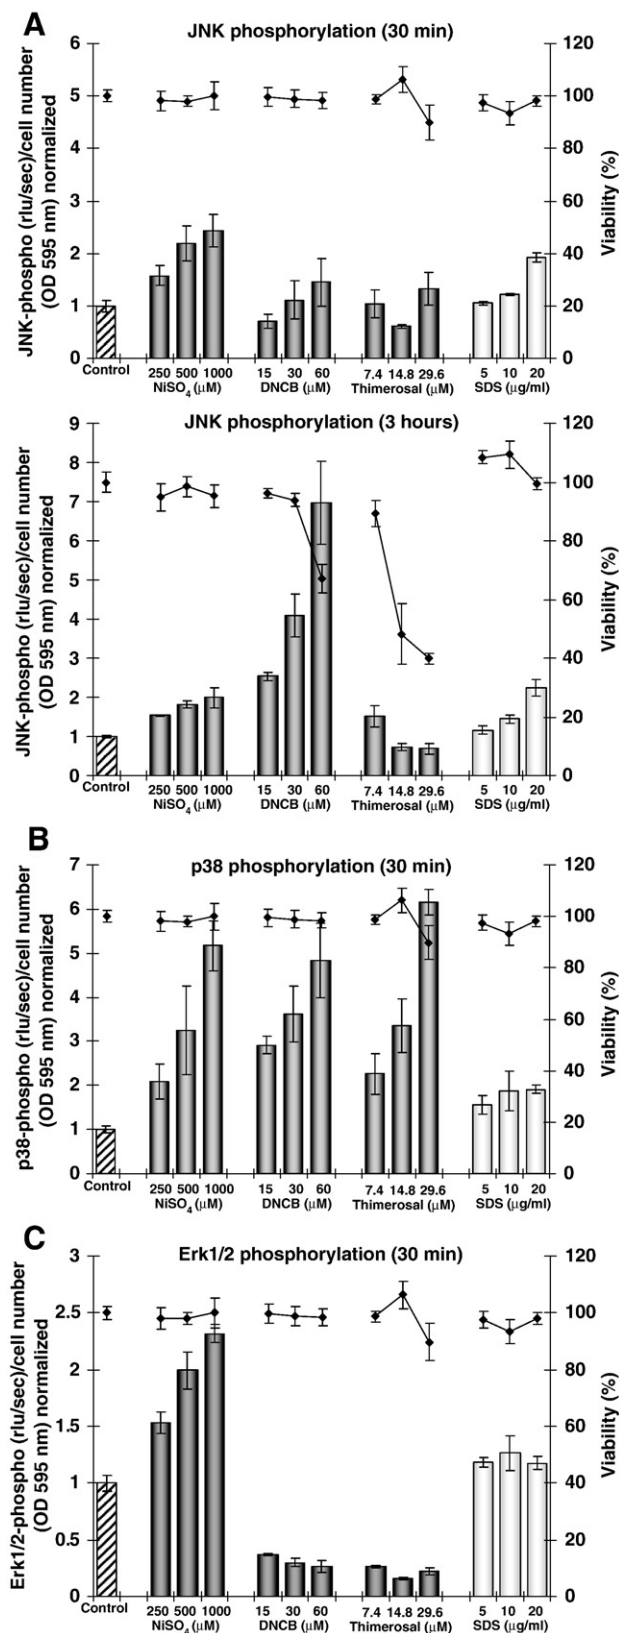 A
JNK phosphorylation (30 min)
JNK-phospho (rlu/sec)/cell number
(OD 595 nm) normalized
6
5
4
3
2
1
0
120
100
80
60
40
20
0
Viability (%)
Control
250 500 1000
NiSO4 (μM)
15 30 60
DNCB (μM)
7.4 14.8 29.6
Thimerosal (μM)
5 10 20
SDS (μg/ml)
JNK phosphorylation (3 hours)
JNK-phospho (rlu/sec)/cell number
(OD 595 nm) normalized
9
8
7
6
5
4
3
2
1
0
120
100
80
60
40
20
0
Viability (%)
Control
250 500 1000
NiSO4 (μM)
15 30 60
DNCB (μM)
7.4 14.8 29.6
Thimerosal (μM)
5 10 20
SDS (μg/ml)
B
p38 phosphorylation (30 min)
p38-phospho (rlu/sec)/cell number
(OD 595 nm) normalized
7
6
5
4
3
2
1
0
120
100
80
60
40
20
0
Viability (%)
Control
250 500 1000
NiSO4 (μM)
15 30 60
DNCB (μM)
7.4 14.8 29.6
Thimerosal (μM)
5 10 20
SDS (μg/ml)
C
Erk1/2 phosphorylation (30 min)
Erk1/2-phospho (rlu/sec)/cell number
(OD 595 nm) normalized
3
2.5
2
1.5
1
0.5
0
120
100
80
60
40
20
0
Viability (%)
Control
250 500 1000
NiSO4 (μM)
15 30 60
DNCB (μM)
7.4 14.8 29.6
Thimerosal (μM)
5 10 20
SDS (μg/ml)